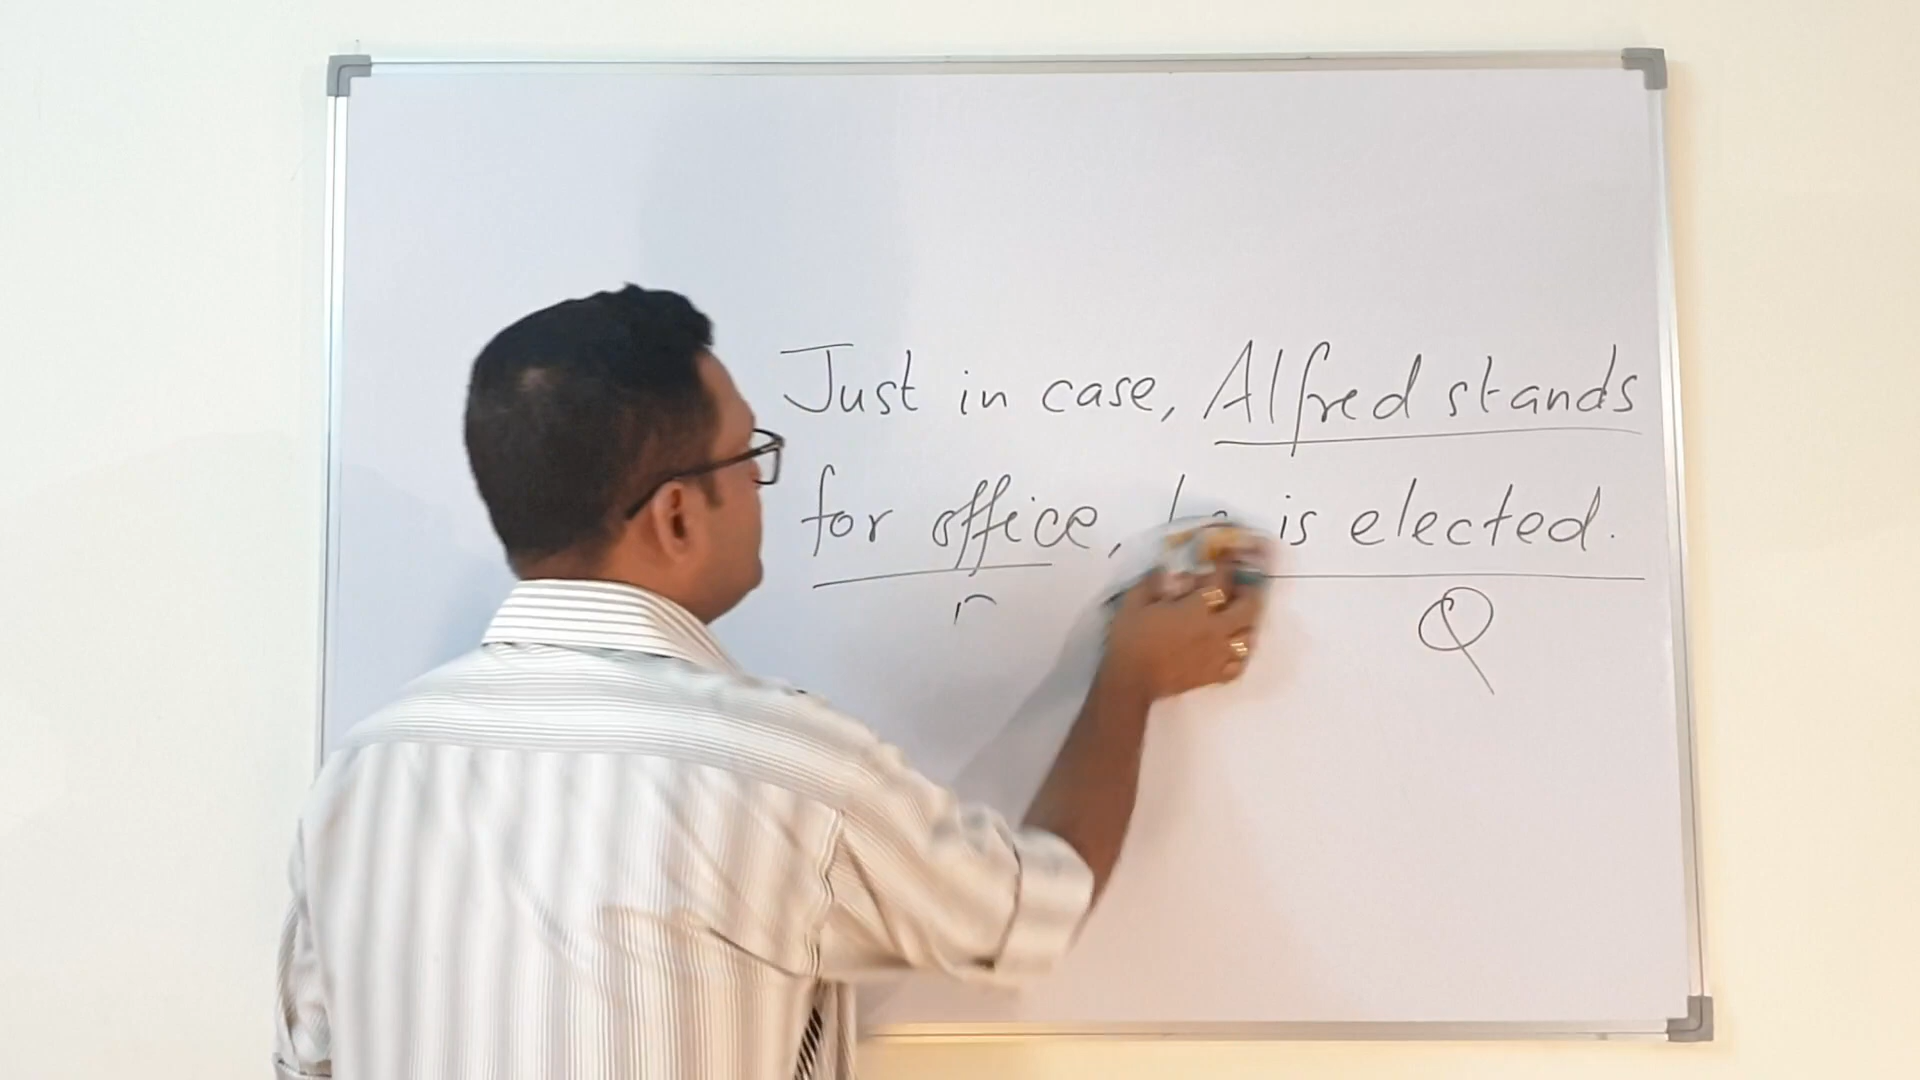 Just in case, Alfred stands
for office, is elected.
Q